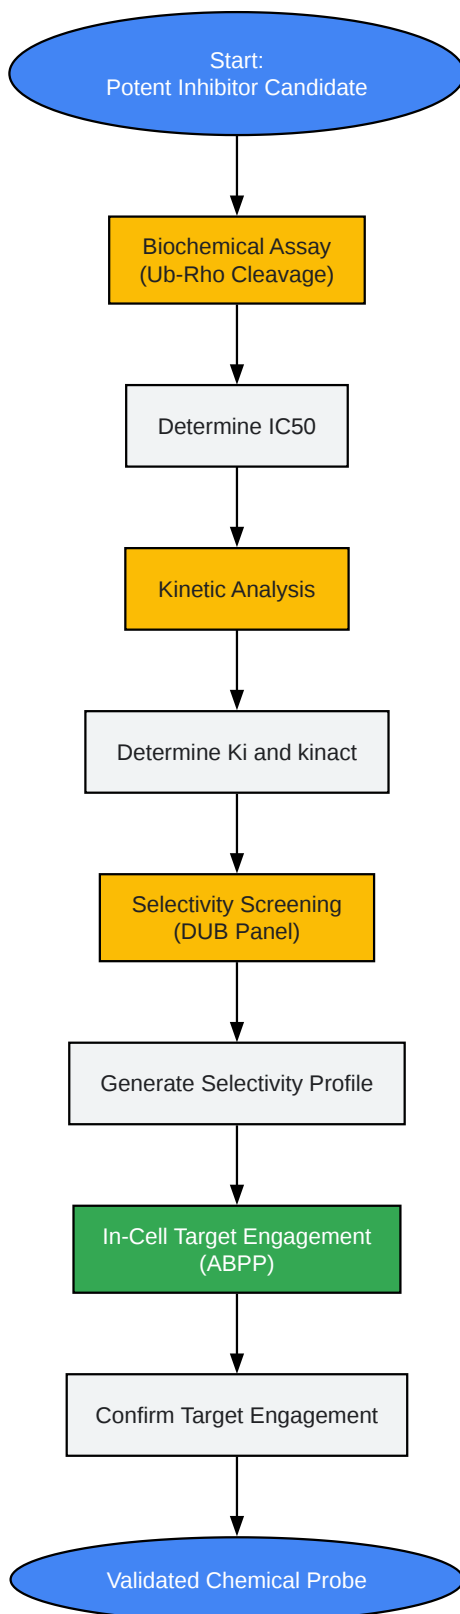 Start:
Potent Inhibitor Candidate
Biochemical Assay
(Ub-Rho Cleavage)
Determine IC50
Kinetic Analysis
Determine Ki and kinact
Selectivity Screening
(DUB Panel)
Generate Selectivity Profile
In-Cell Target Engagement
(ABPP)
Confirm Target Engagement
Validated Chemical Probe